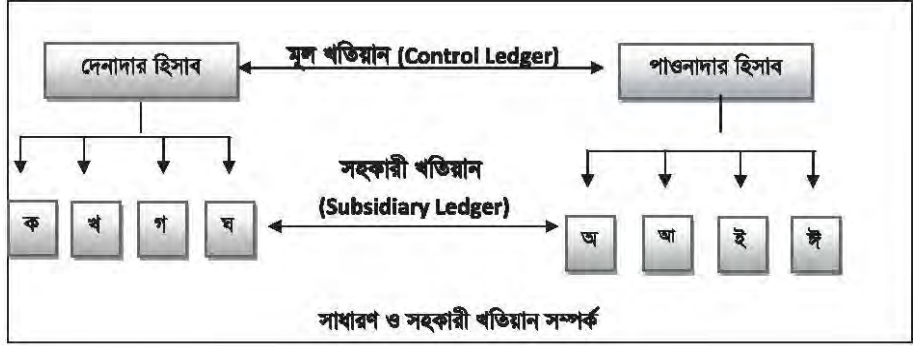 দেনাদার হিসাব
মূল খতিয়ান (Control Ledger)
পাওনাদার হিসাব
সহকারী খতিয়ান
(Subsidiary Ledger)
ক খ গ ঘ
অ আ ই ঈ
সাধারণ ও সহকারী খতিয়ান সম্পর্ক